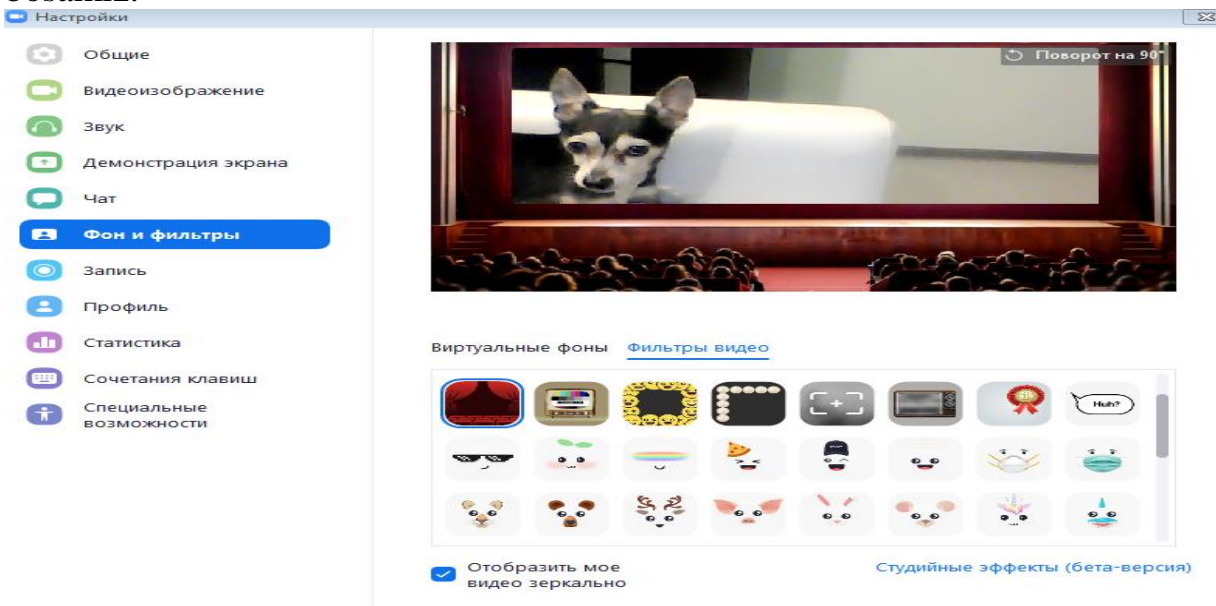 Настройки
Общие
Видеоизображение
Звук
Демонстрация экрана
Чат
Фон и фильтры
Запись
Профиль
Статистика
Сочетания клавиш
Специальные
возможности
Поворот на 90°
Виртуальные фоны Фильтры видео
Huh?
Отобразить мое
видео зеркально
Студийные эффекты (бета-версия)